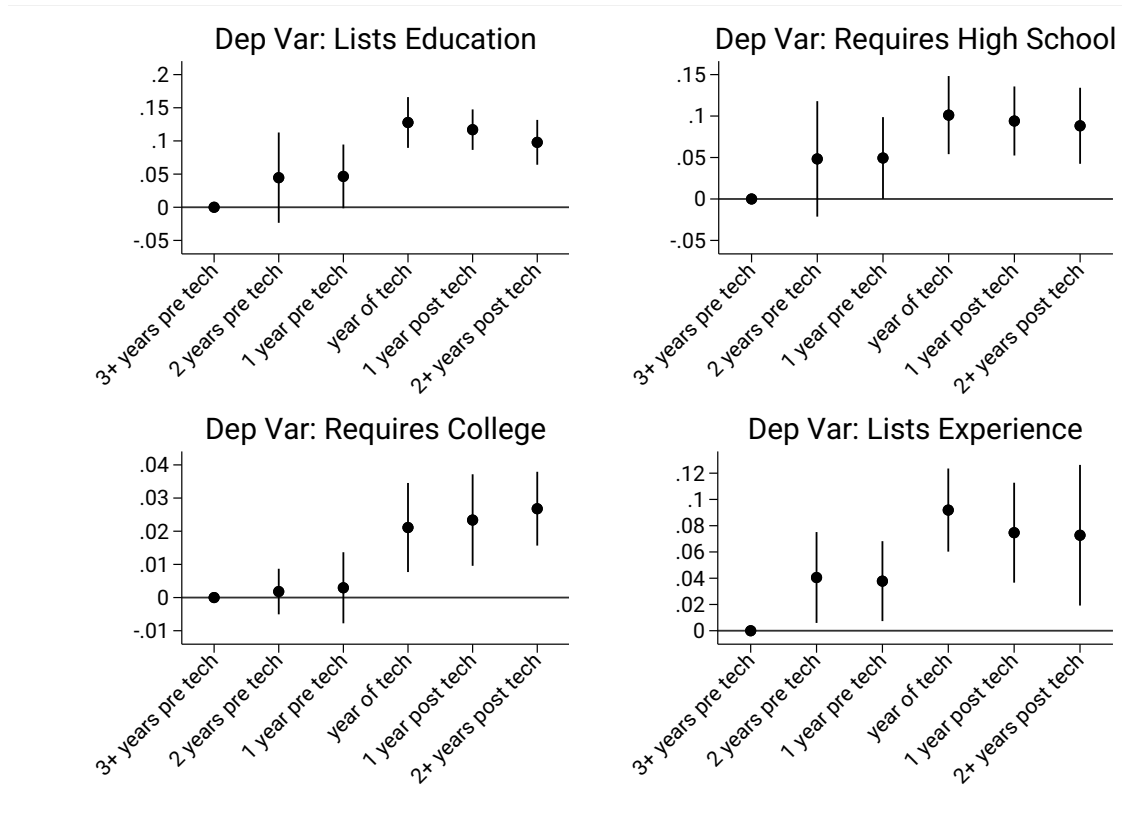 Dep Var: Lists Education
.2
.15
.1
.05
0
-.05
3+ years pre tech
2 years pre tech
1 year pre tech
year of tech
1 year post tech
2+ years post tech
Dep Var: Requires High School
.15
.1
.05
0
-.05
3+ years pre tech
2 years pre tech
1 year pre tech
year of tech
1 year post tech
2+ years post tech
Dep Var: Requires College
.04
.03
.02
.01
0
-.01
3+ years pre tech
2 years pre tech
1 year pre tech
year of tech
1 year post tech
2+ years post tech
Dep Var: Lists Experience
.12
.1
.08
.06
.04
.02
0
3+ years pre tech
2 years pre tech
1 year pre tech
year of tech
1 year post tech
2+ years post tech